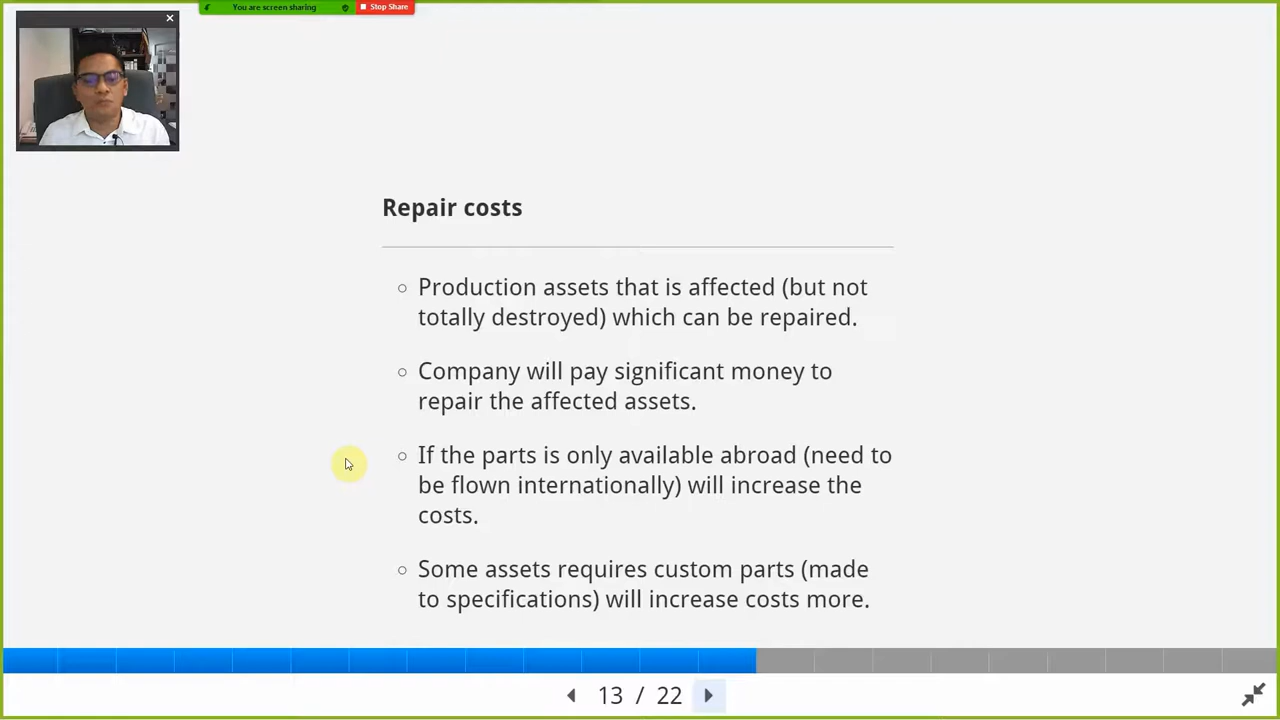 You are screen sharing
Stop Share
Repair costs
Production assets that is affected (but not
totally destroyed) which can be repaired.
Company will pay significant money to
repair the affected assets.
If the parts is only available abroad (need to
be flown internationally) will increase the
costs.
Some assets requires custom parts (made
to specifications) will increase costs more.
13 / 22